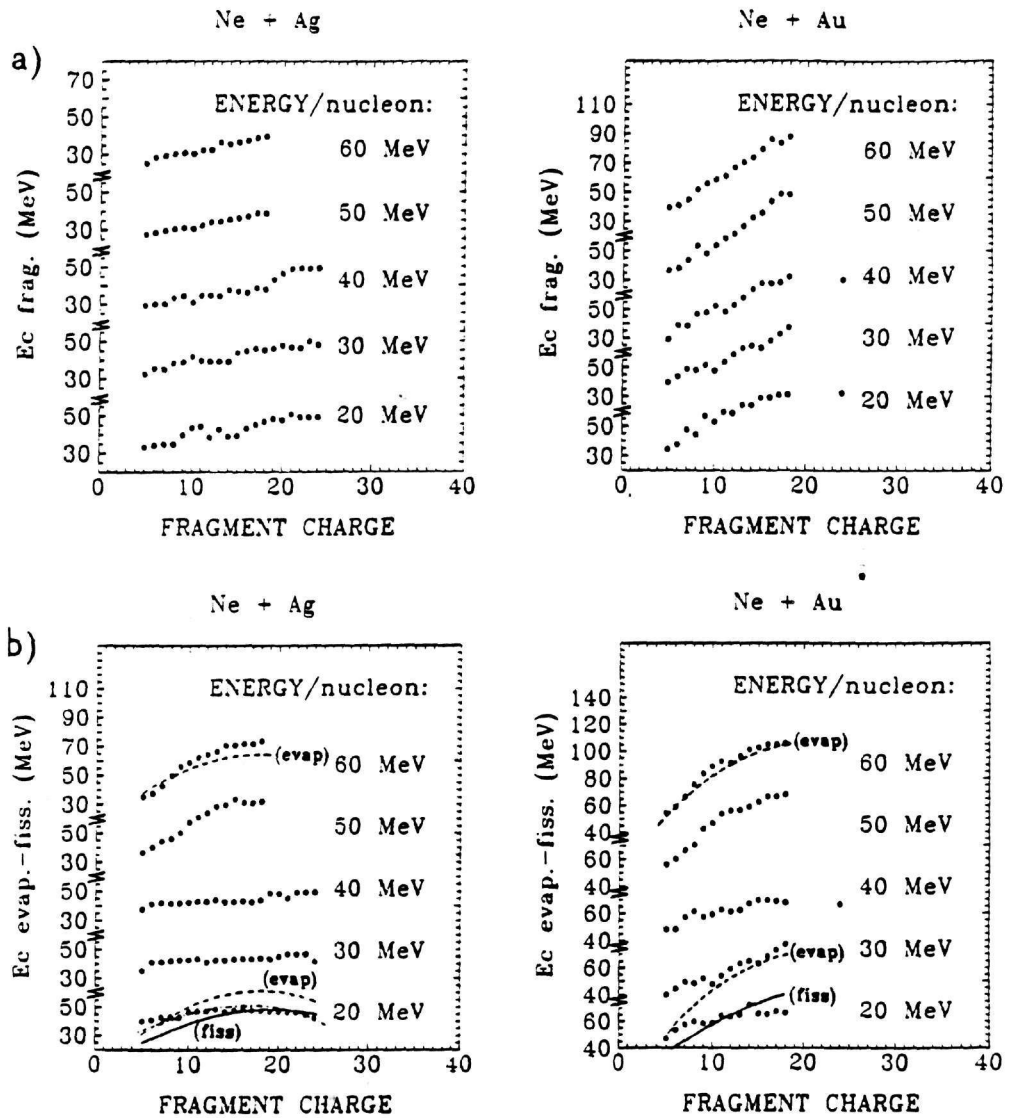 Ne + Ag
Ne + Au
a)
Ec frag. (MeV)
70
50
30
50
30
50
30
50
30
50
30
ENERGY/nucleon:
60 MeV
50 MeV
40 MeV
30 MeV
20 MeV
0 10 20 30 40
FRAGMENT CHARGE
Ec frag. (MeV)
110
90
70
50
30
50
30
50
30
50
30
50
30
ENERGY/nucleon:
60 MeV
50 MeV
40 MeV
30 MeV
20 MeV
0 10 20 30 40
FRAGMENT CHARGE
Ne + Ag
Ne + Au
b)
Ec evap.-fiss. (MeV)
110
90
70
50
30
50
30
50
30
50
30
50
30
ENERGY/nucleon:
(evap)
60 MeV
50 MeV
40 MeV
30 MeV
(evap)
20 MeV
(fiss)
0 10 20 30 40
FRAGMENT CHARGE
Ec evap.-fiss. (MeV)
140
120
100
80
60
40
60
40
60
40
60
40
60
40
ENERGY/nucleon:
(evap)
60 MeV
50 MeV
40 MeV
30 MeV
(evap)
(fiss)
20 MeV
0 10 20 30 40
FRAGMENT CHARGE